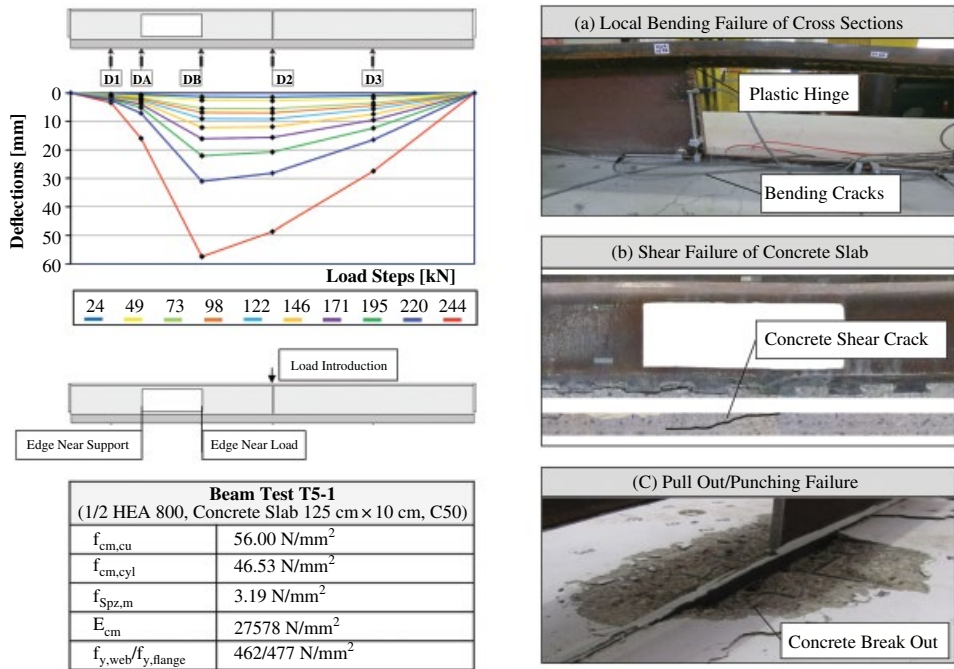 D1 DA DB D2 D3
Deflections [mm]
0
10
20
30
40
50
60
Load Steps [kN]
24 49 73 98 122 146 171 195 220 244
Load Introduction
Edge Near Support
Edge Near Load
Beam Test T5-1
(1/2 HEA 800, Concrete Slab 125 cm × 10 cm, C50)
f_cm,cu 56.00 N/mm²
f_cm,cyl 46.53 N/mm²
f_Spz,m 3.19 N/mm²
E_cm 27578 N/mm²
f_y,web/f_y,flange 462/477 N/mm²
(a) Local Bending Failure of Cross Sections
Plastic Hinge
Bending Cracks
(b) Shear Failure of Concrete Slab
Concrete Shear Crack
(C) Pull Out/Punching Failure
Concrete Break Out